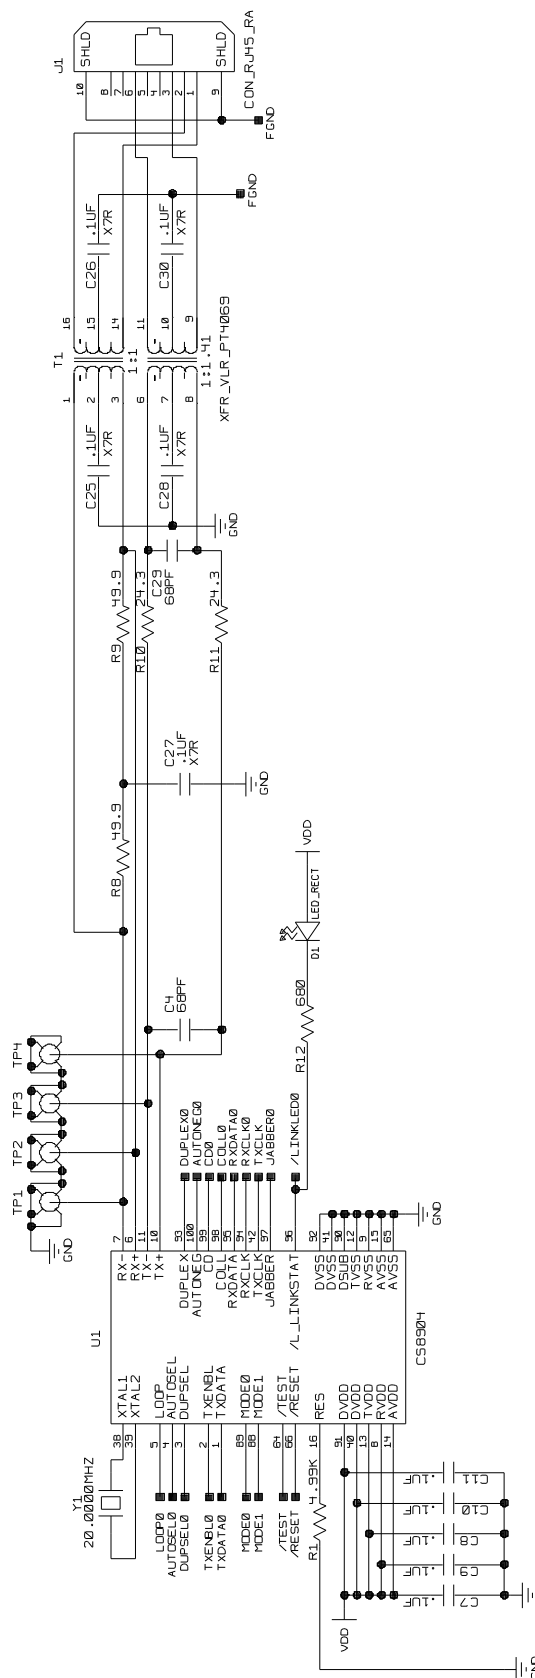 J1
SHLD
SHLD
CON_RJ45_RA
10
8
7
6
5
4
3
2
1
9
FGND
FGND
.1UF
X7R
C26
.1UF
X7R
C30
16
15
14
11
10
9
T1
1:1
1:1.41
XFR_VLR_PT4069
1
2
3
6
7
8
.1UF
X7R
C25
.1UF
X7R
C28
GND
49.9
R9
24.3
R10
C29
68PF
24.3
R11
C27
.1UF
X7R
GND
49.9
R8
C4
68PF
VDD
LED_RECT
D1
680
R12
TP4
TP3
TP2
TP1
GND
7
6
11
10
RX-
RX+
TX-
TX+
DUPLEX0
AUTONEG0
CD0
COLL0
RXDATA0
RXCLK0
TXCLK
JABBER0
/LINKLED0
93
100
99
98
95
94
42
97
96
92
41
90
12
9
15
65
DUPLEX
AUTONEG
CD
COLL
RXDATA
RXCLK
TXCLK
JABBER
/L_LINKSTAT
DVSS
DVSS
DSUB
TVSS
RVSS
AVSS
AVSS
GND
U1
CS8904
XTAL1
XTAL2
LOOP
AUTOSEL
DUPSEL
TXENBL
TXDATA
MODE0
MODE1
/TEST
/RESET
RES
DVDD
DVDD
TVDD
RVDD
AVDD
38
39
5
4
3
2
1
89
88
64
66
16
91
40
13
8
14
Y1
20.0000MHZ
LOOP0
AUTOSEL0
DUPSEL0
TXENBL0
TXDATA0
MODE0
MODE1
/TEST
/RESET
4.99K
R1
.1UF
C11
.1UF
C10
.1UF
C8
.1UF
C9
.1UF
C7
VDD
GND